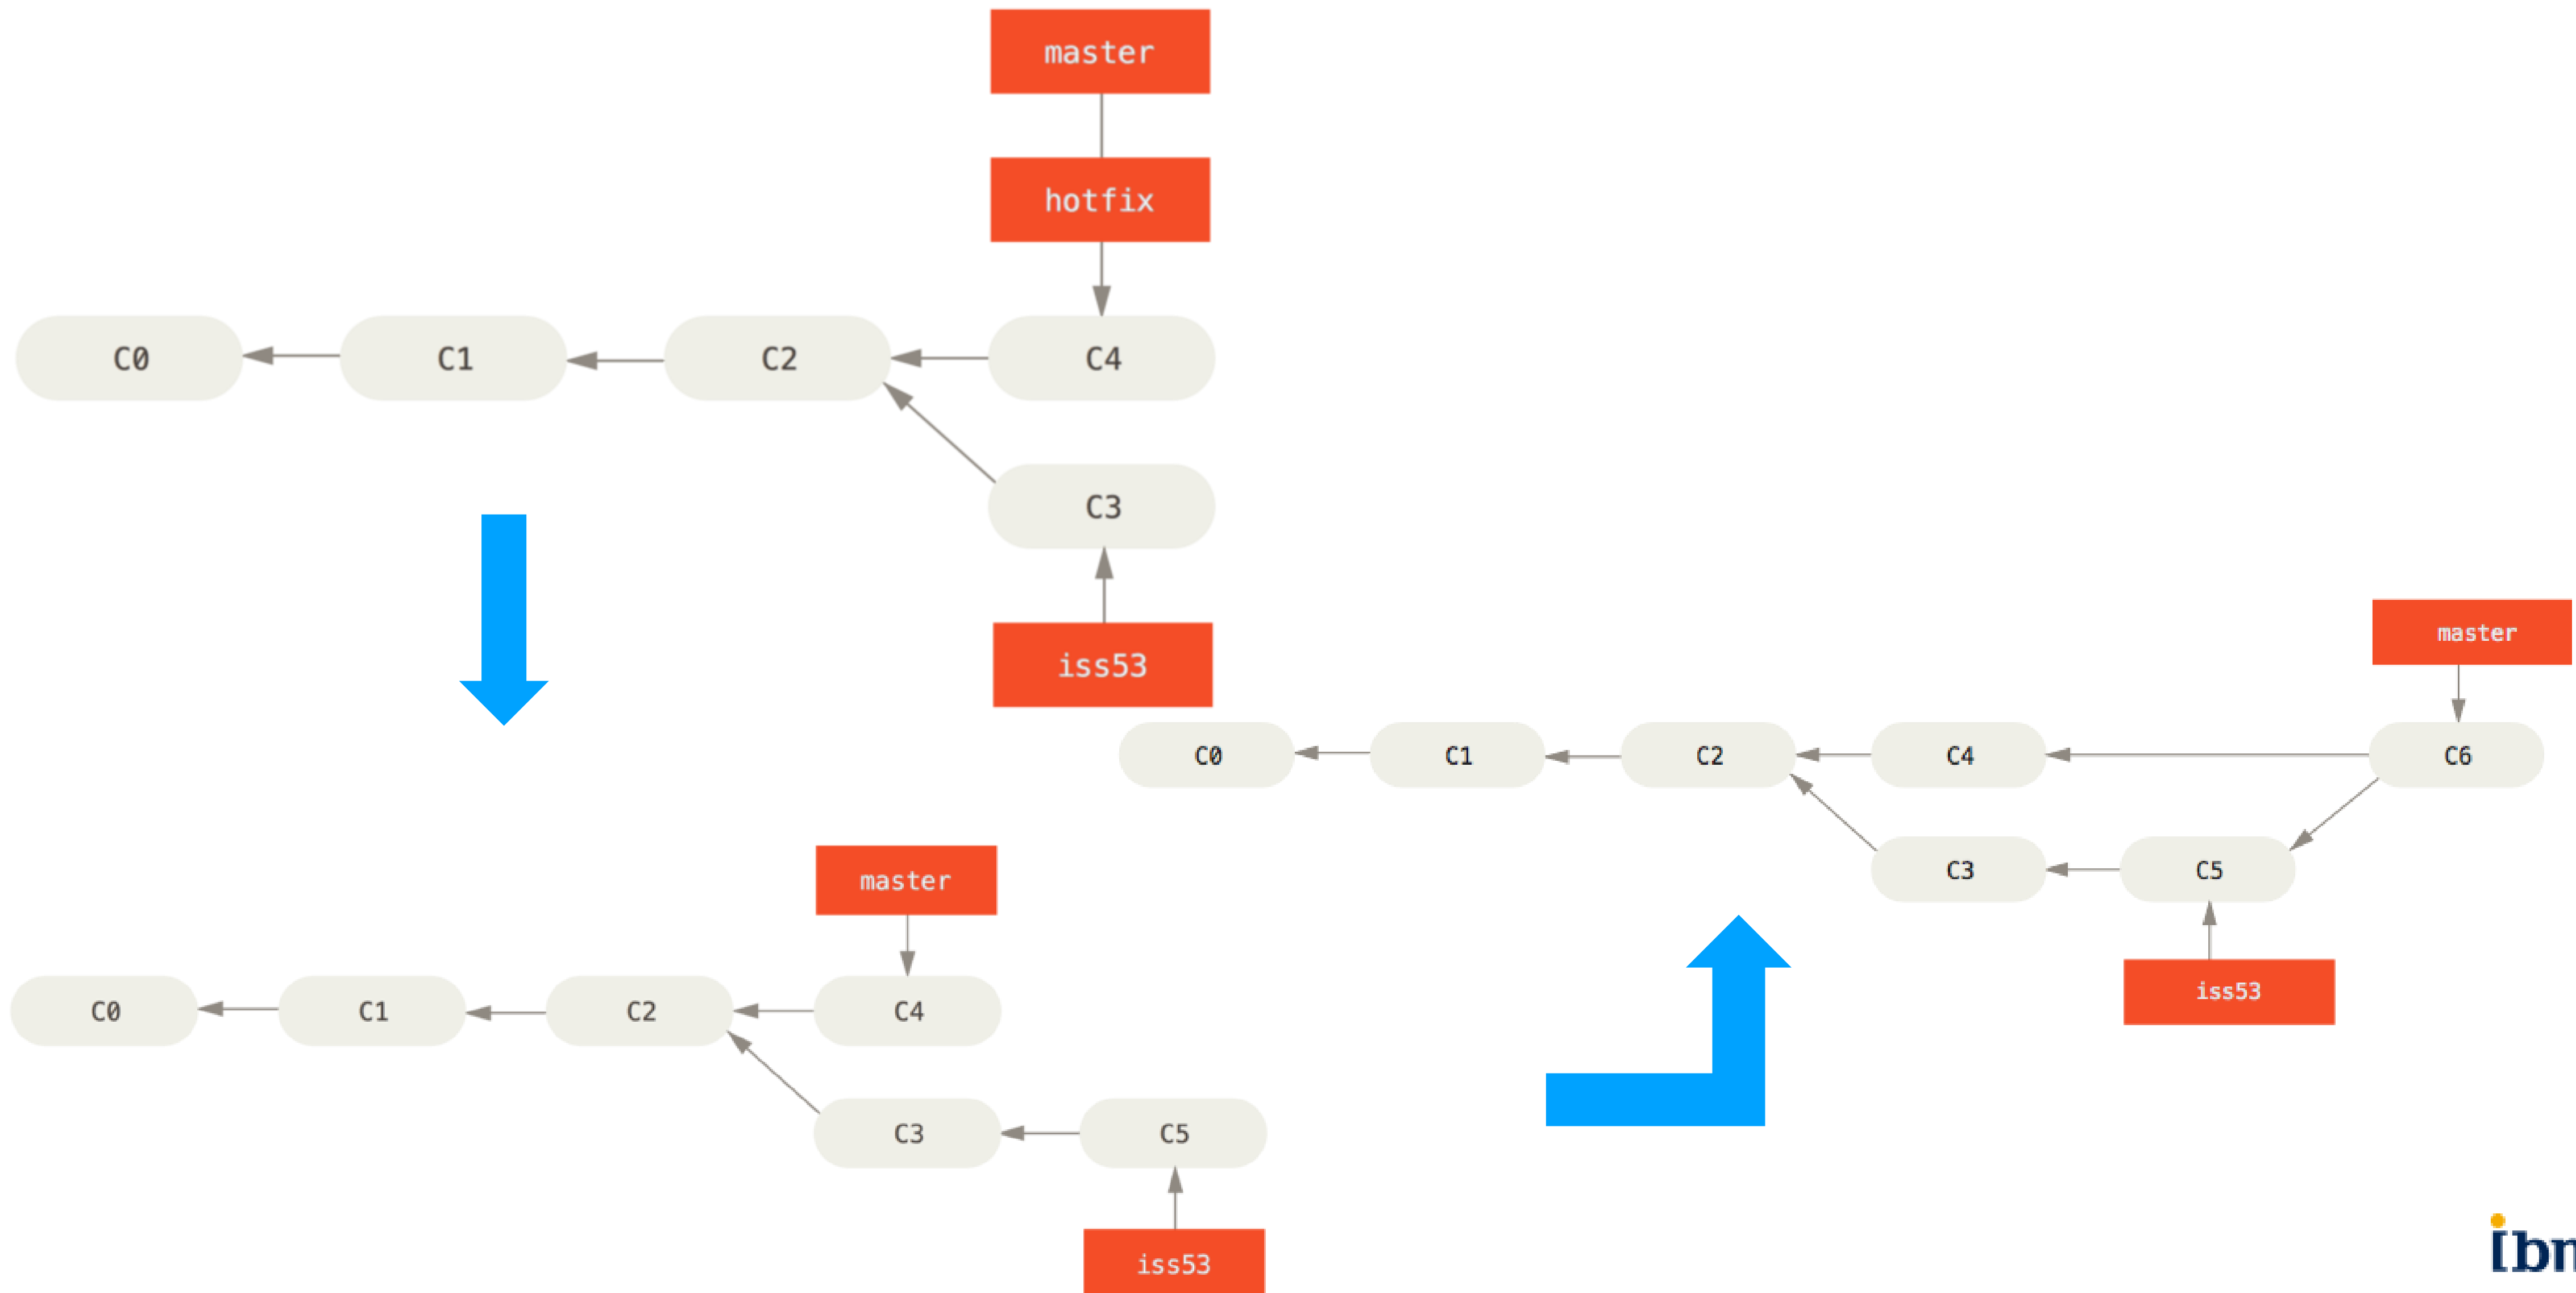 master
hotfix
C0 C1 C2 C4
C3
iss53
master
C0 C1 C2 C4 C6
C3 C5
iss53
master
C0 C1 C2 C4
C3 C5
iss53